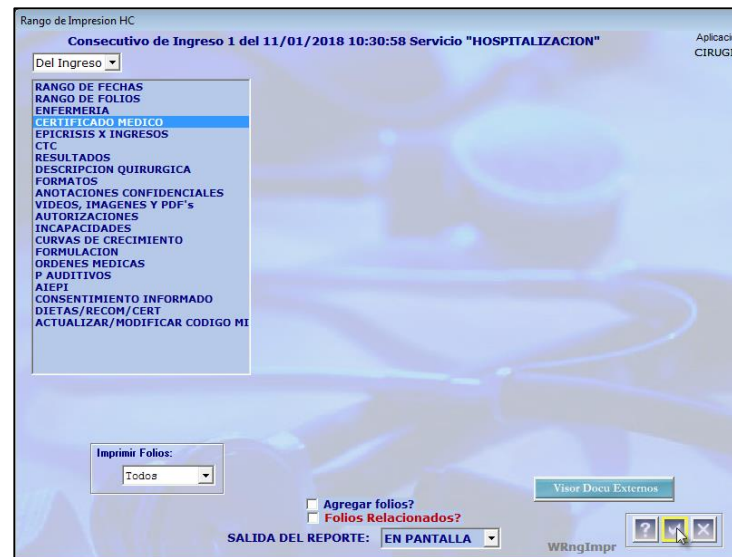 Rango de Impresion HC
Consecutivo de Ingreso 1 del 11/01/2018 10:30:58 Servicio "HOSPITALIZACION"
Del Ingreso
RANGO DE FECHAS
RANGO DE FOLIOS
ENFERMERIA
CERTIFICADO MEDICO
EPICRISIS X INGRESOS
CTC
RESULTADOS
DESCRIPCION QUIRURGICA
FORMATOS
ANOTACIONES CONFIDENCIALES
VIDEOS, IMAGENES Y PDF's
AUTORIZACIONES
INCAPACIDADES
CURVAS DE CRECIMIENTO
FORMULACION
ORDENES MEDICAS
P AUDITIVOS
AIEPI
CONSENTIMIENTO INFORMADO
DIETAS/RECOM/CERT
ACTUALIZAR/MODIFICAR CODIGO MI
Aplicaci
CIRUGI
Imprimir Folios:
Todos
Visor Docu Externos
Agregar folios?
Folios Relacionados?
SALIDA DEL REPORTE: EN PANTALLA
WRngImpr
?